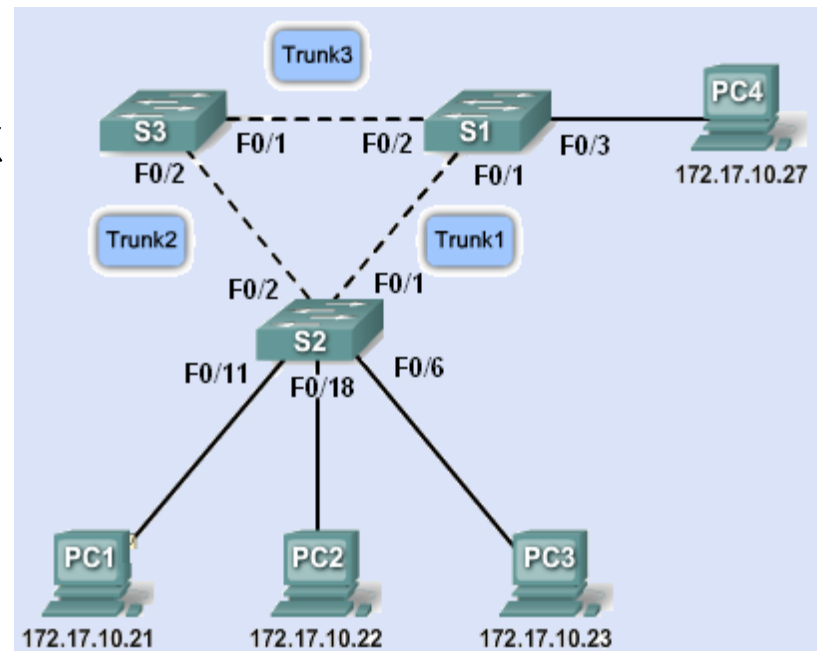 Trunk3
S3
S1
PC4
F0/1
F0/2
F0/3
F0/2
F0/1
172.17.10.27
Trunk2
Trunk1
F0/2
F0/1
S2
F0/11
F0/18
F0/6
PC1
PC2
PC3
172.17.10.21
172.17.10.22
172.17.10.23